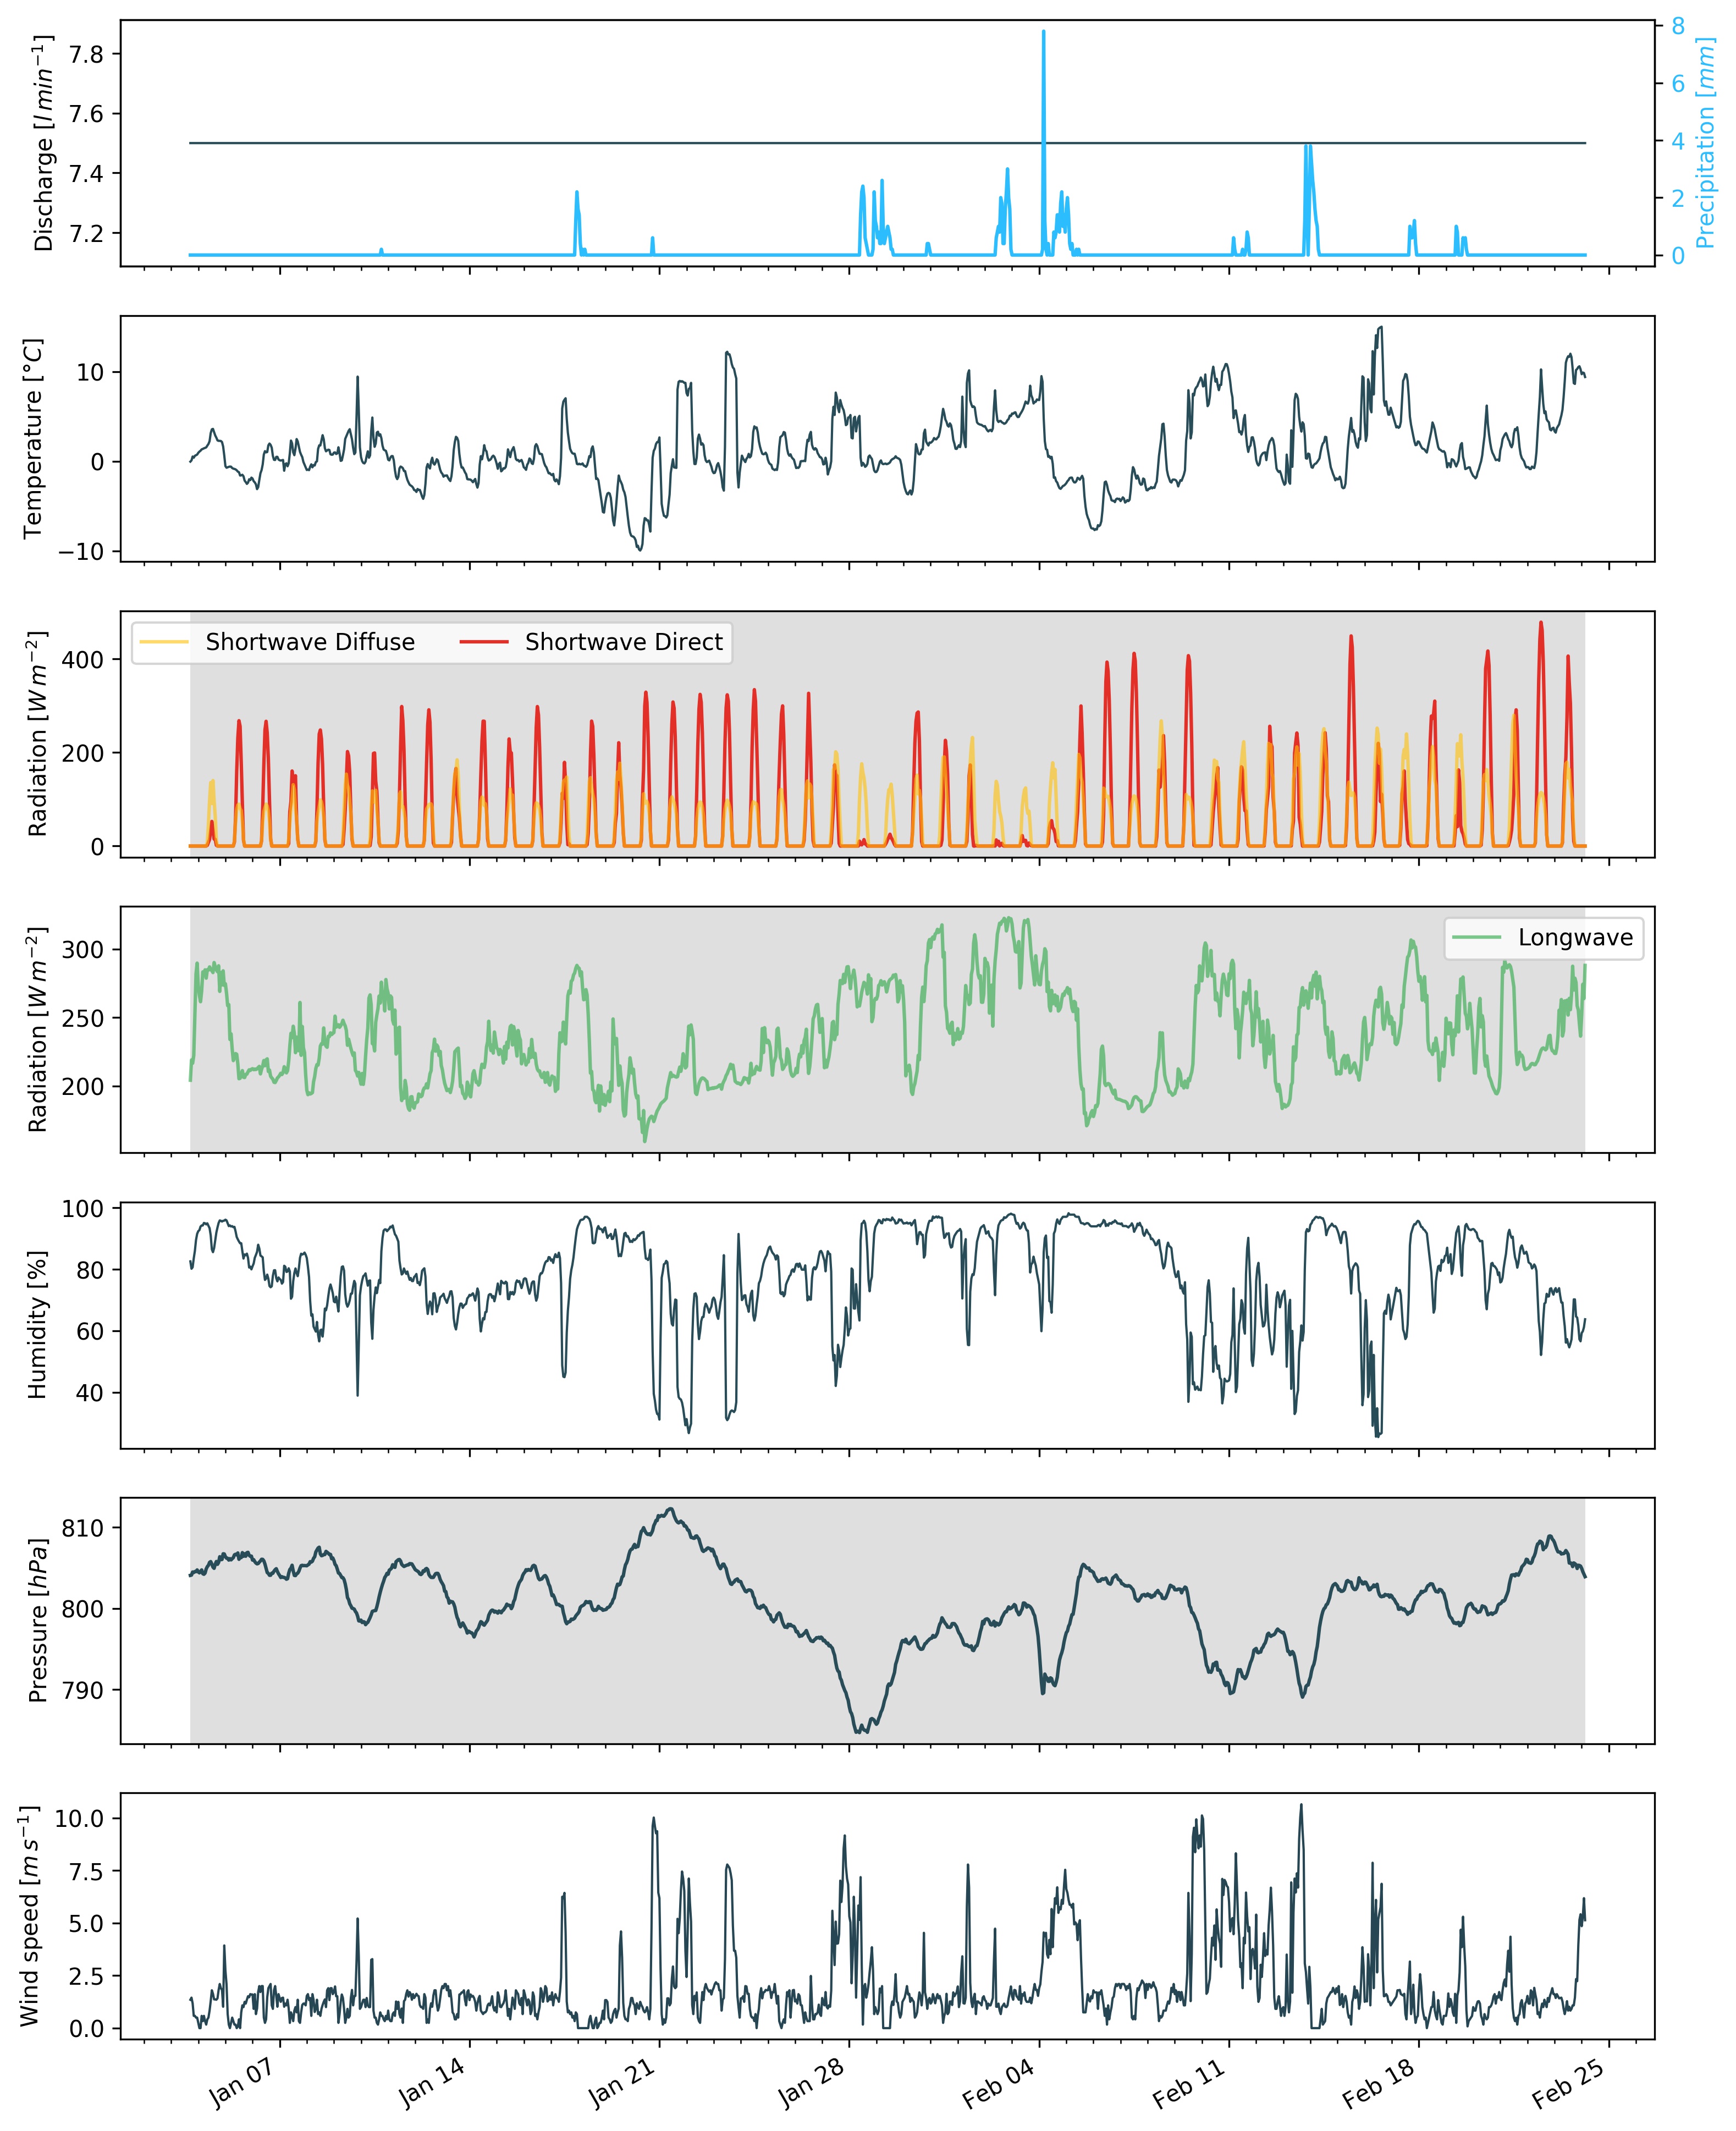 Discharge [l min⁻¹]
7.8
7.6
7.4
7.2
8
6
4
2
0
Precipitation [mm]
Temperature [°C]
10
0
−10
Radiation [W m⁻²]
400
200
0
Shortwave Diffuse
Shortwave Direct
Radiation [W m⁻²]
300
250
200
Longwave
Humidity [%]
100
80
60
40
Pressure [hPa]
810
800
790
Wind speed [m s⁻¹]
10.0
7.5
5.0
2.5
0.0
Jan 07
Jan 14
Jan 21
Jan 28
Feb 04
Feb 11
Feb 18
Feb 25